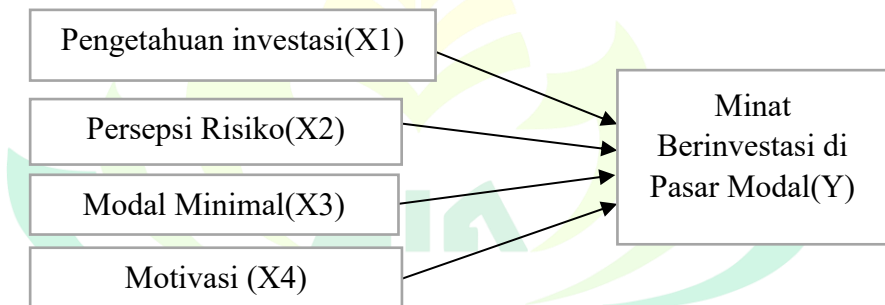 Pengetahuan investasi(X1)
Persepsi Risiko(X2)
Modal Minimal(X3)
Motivasi (X4)
Minat
Berinvestasi di
Pasar Modal(Y)